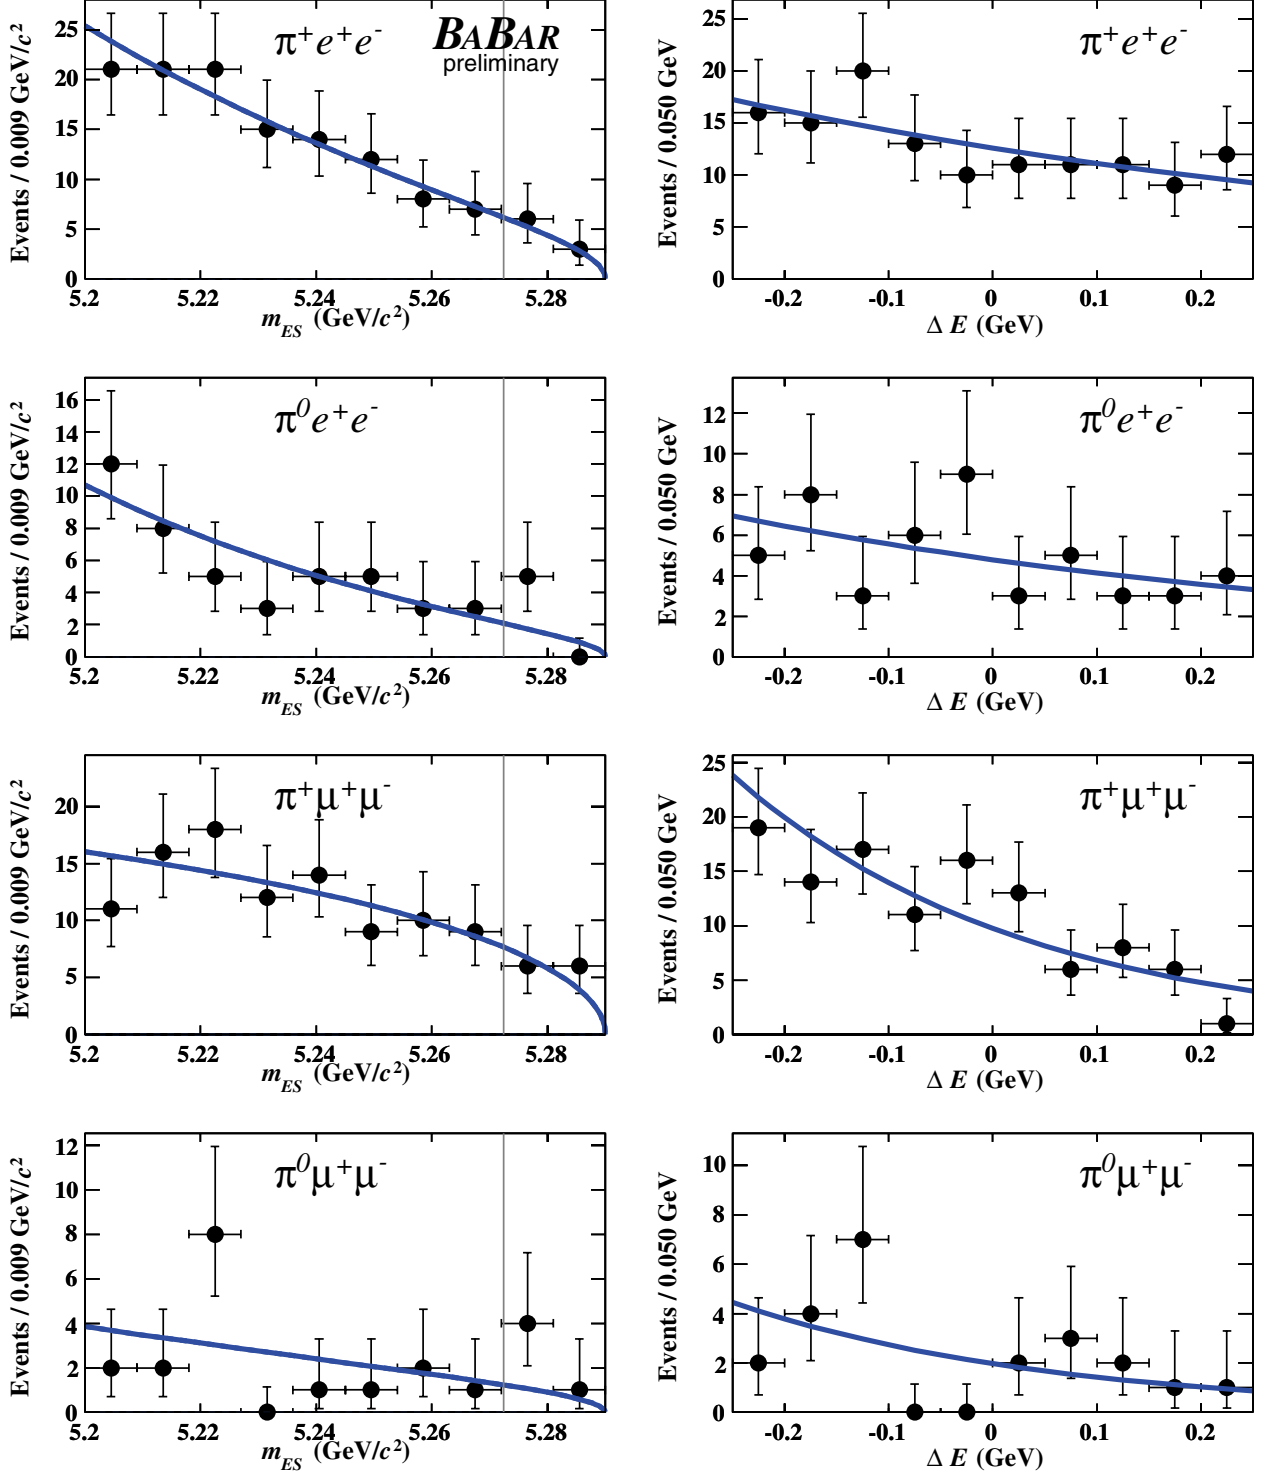 Events / 0.009 GeV/c²
25
20
15
10
5
0
π⁺e⁺e⁻
BABAR
preliminary
5.2 5.22 5.24 5.26 5.28
m_ES (GeV/c²)
Events / 0.050 GeV
25
20
15
10
5
0
π⁺e⁺e⁻
-0.2 -0.1 0 0.1 0.2
Δ E (GeV)
Events / 0.009 GeV/c²
16
14
12
10
8
6
4
2
0
π⁰e⁺e⁻
5.2 5.22 5.24 5.26 5.28
m_ES (GeV/c²)
Events / 0.050 GeV
12
10
8
6
4
2
0
π⁰e⁺e⁻
-0.2 -0.1 0 0.1 0.2
Δ E (GeV)
Events / 0.009 GeV/c²
20
15
10
5
0
π⁺μ⁺μ⁻
5.2 5.22 5.24 5.26 5.28
m_ES (GeV/c²)
Events / 0.050 GeV
25
20
15
10
5
0
π⁺μ⁺μ⁻
-0.2 -0.1 0 0.1 0.2
Δ E (GeV)
Events / 0.009 GeV/c²
12
10
8
6
4
2
0
π⁰μ⁺μ⁻
5.2 5.22 5.24 5.26 5.28
m_ES (GeV/c²)
Events / 0.050 GeV
10
8
6
4
2
0
π⁰μ⁺μ⁻
-0.2 -0.1 0 0.1 0.2
Δ E (GeV)